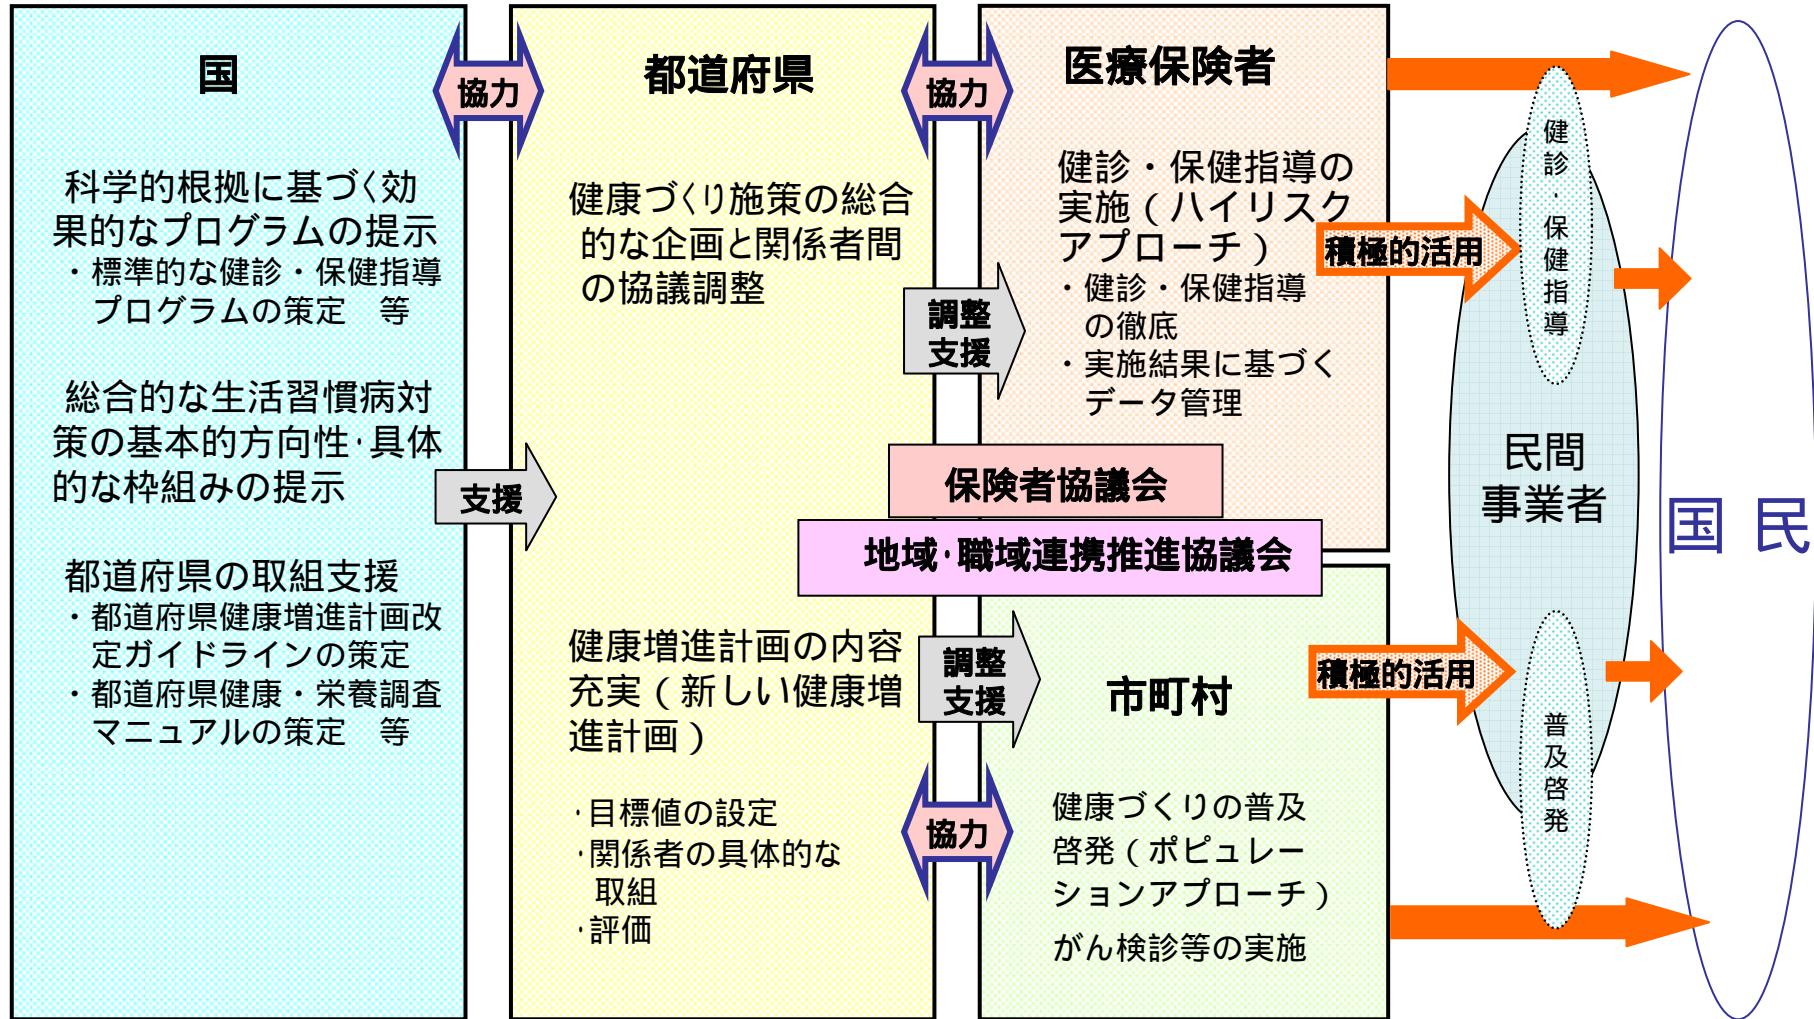 国
科学的根拠に基づく効
果的なプログラムの提示
・標準的な健診・保健指導
プログラムの策定　等
総合的な生活習慣病対
策の基本的方向性・具体
的な枠組みの提示
都道府県の取組支援
・都道府県健康増進計画改
定ガイドラインの策定
・都道府県健康・栄養調査
マニュアルの策定　等
協力
支援
都道府県
健康づくり施策の総合
的な企画と関係者間
の協議調整
健康増進計画の内容
充実（新しい健康増
進計画）
・目標値の設定
・関係者の具体的な
取組
・評価
協力
調整
支援
保険者協議会
地域・職域連携推進協議会
調整
支援
協力
医療保険者
健診・保健指導の
実施（ハイリスク
アプローチ）
・健診・保健指導
の徹底
・実施結果に基づく
データ管理
市町村
健康づくりの普及
啓発（ポピュレー
ションアプローチ）
がん検診等の実施
積極的活用
積極的活用
健診・保健指導
民間
事業者
普及啓発
国民